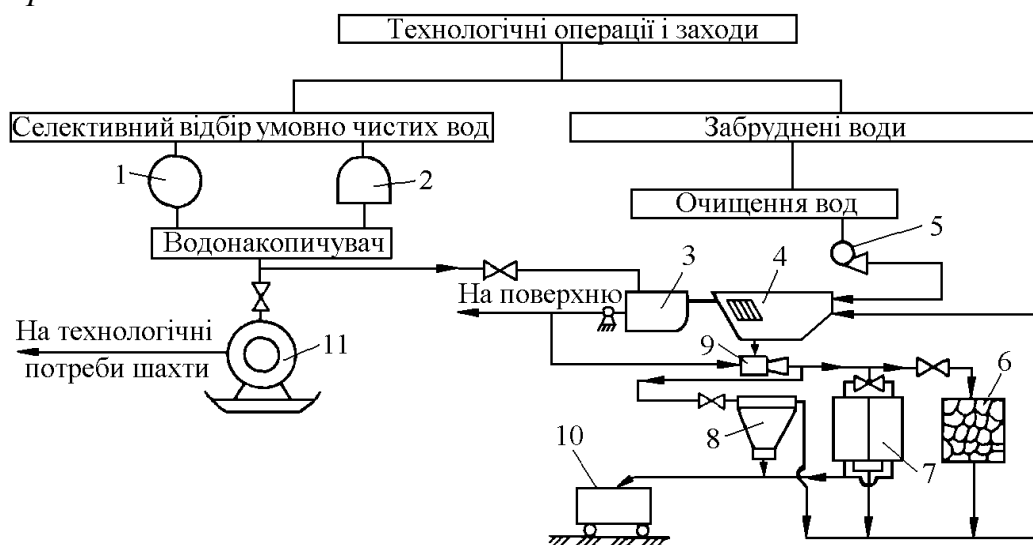 Технологічні операції і заходи
Селективний відбір умовно чистих вод
Забруднені води
1
2
Очищення вод
5
Водонакопичувач
3
4
На поверхню
На технологічні
потреби шахти
11
9
6
8
7
10